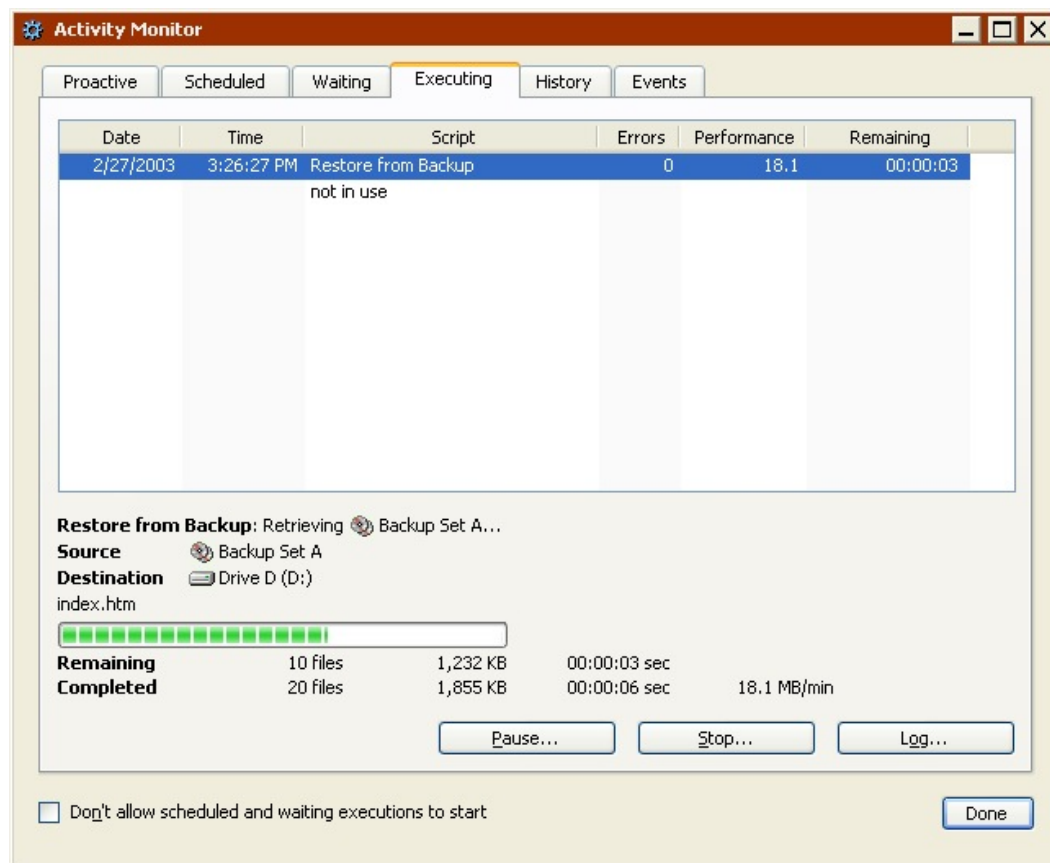 Activity Monitor
Proactive Scheduled Waiting Executing History Events
Date Time Script Errors Performance Remaining
2/27/2003 3:26:27 PM Restore from Backup 0 18.1 00:00:03
not in use
Restore from Backup: Retrieving Backup Set A...
Source Backup Set A
Destination Drive D (D:)
index.htm
Remaining 10 files 1,232 KB 00:00:03 sec
Completed 20 files 1,855 KB 00:00:06 sec 18.1 MB/min
Pause... Stop... Log...
Don't allow scheduled and waiting executions to start Done